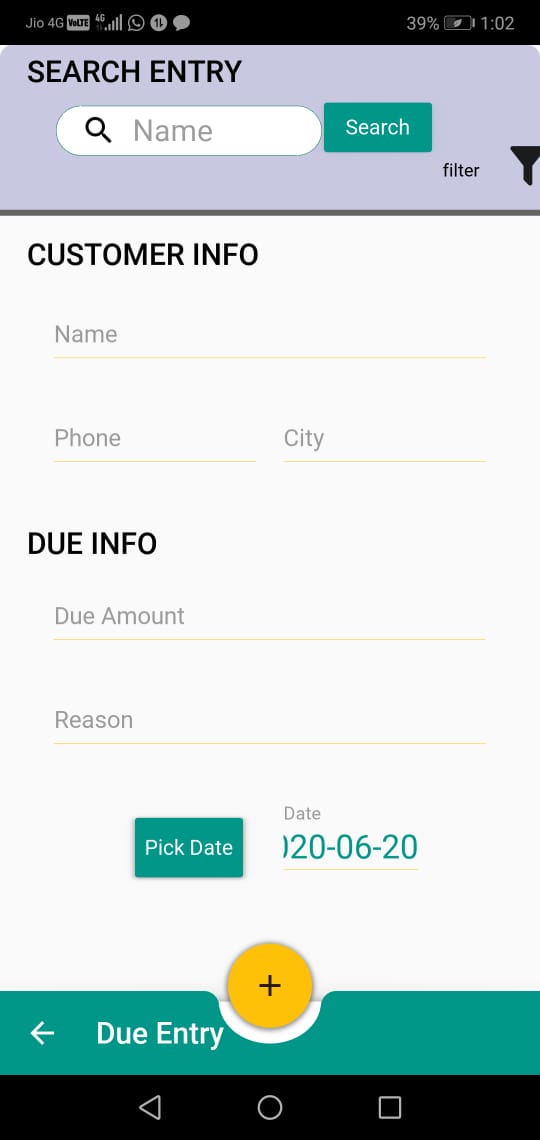 Jio 4G VoLTE 4G 39% 1:02
SEARCH ENTRY
Name Search
filter
CUSTOMER INFO
Name
Phone City
DUE INFO
Due Amount
Reason
Date
Pick Date 020-06-20
Due Entry